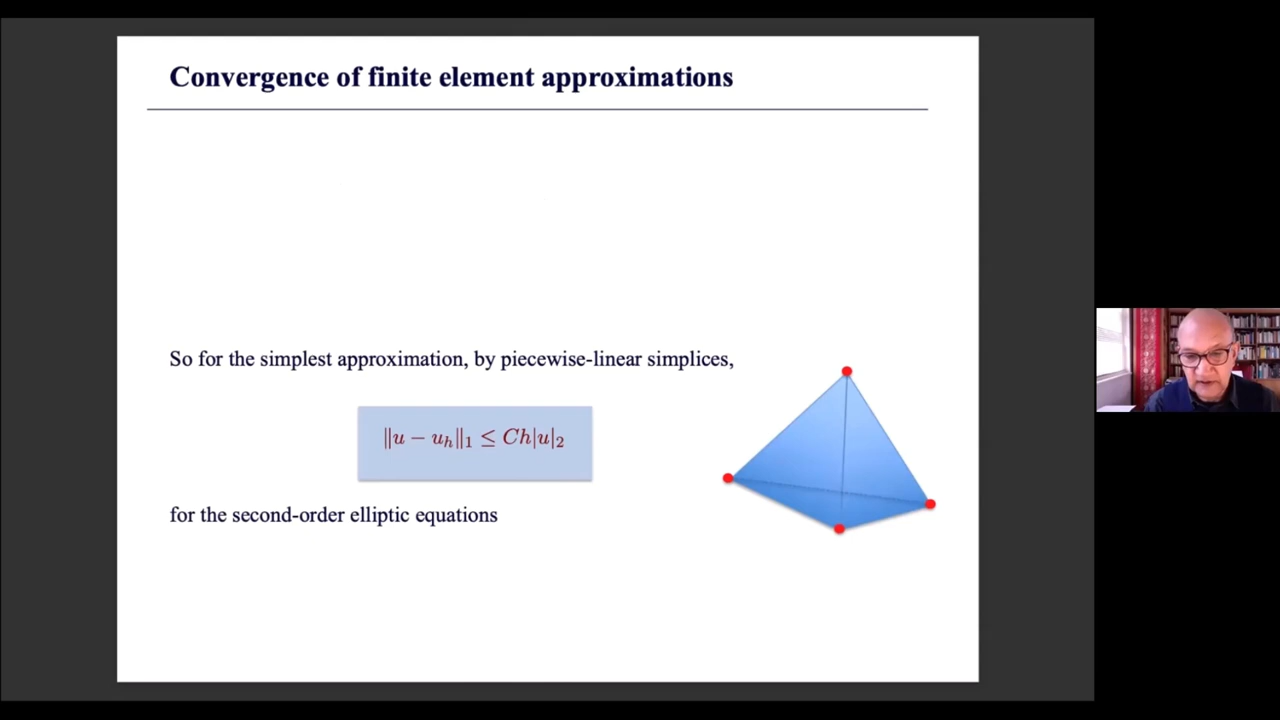 Convergence of finite element approximations
So for the simplest approximation, by piecewise-linear simplices,
‖u − u_h‖₁ ≤ Ch|u|₂
for the second-order elliptic equations